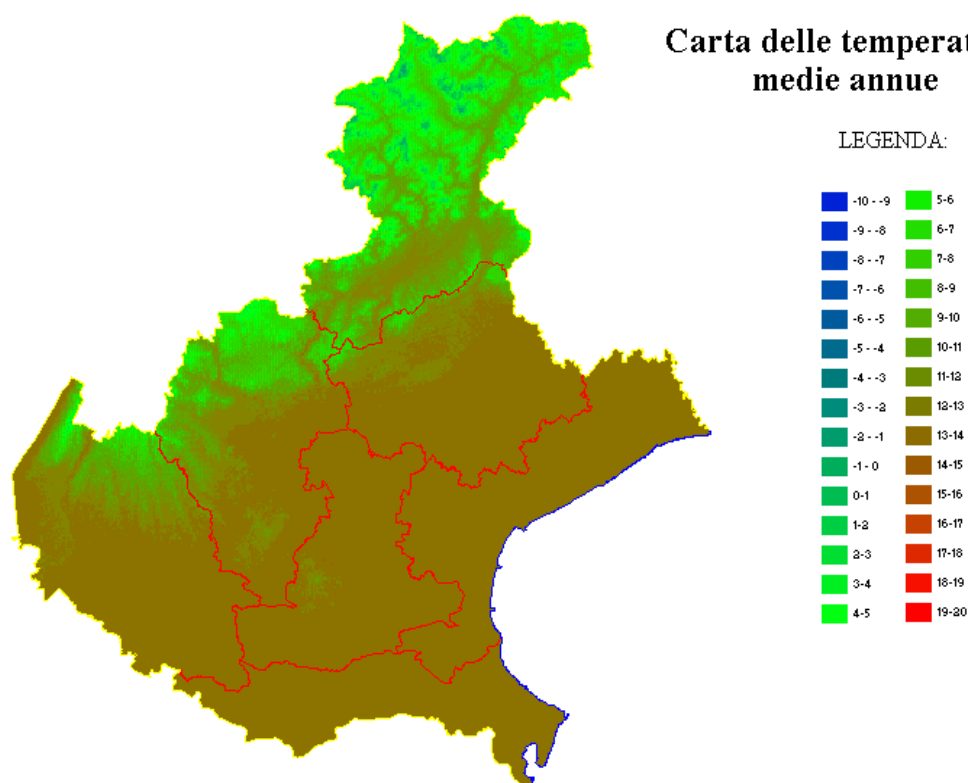 Carta delle temperat
medie annue
LEGENDA:
-10 - -9
-9 - -8
-8 - -7
-7 - -6
-6 - -5
-5 - -4
-4 - -3
-3 - -2
-2 - -1
-1 - 0
0-1
1-2
2-3
3-4
4-5
5-6
6-7
7-8
8-9
9-10
10-11
11-12
12-13
13-14
14-15
15-16
16-17
17-18
18-19
19-20